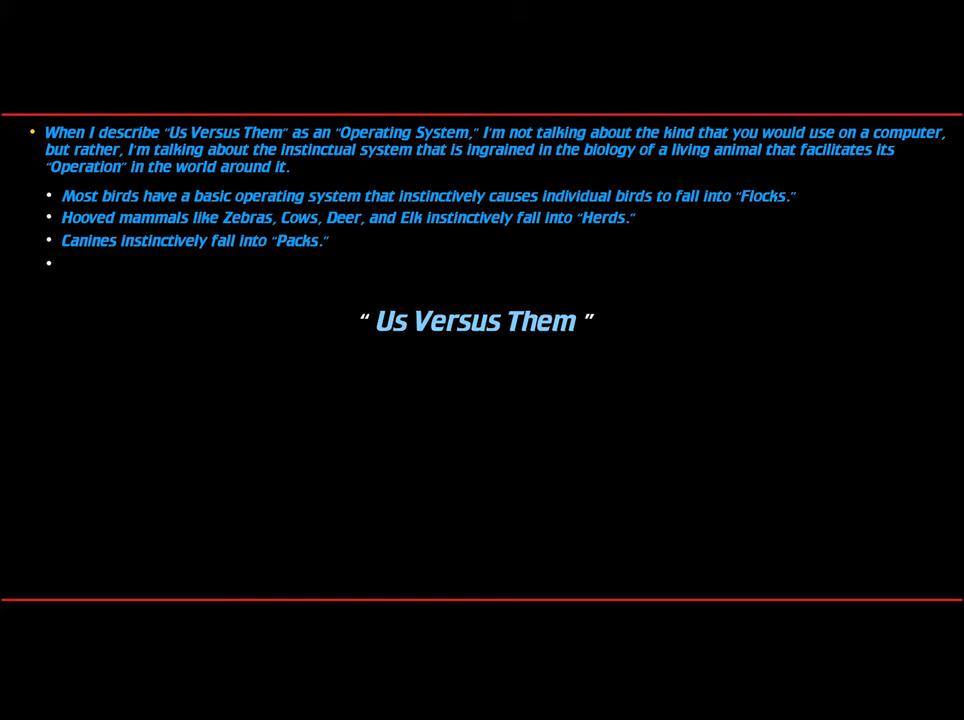 • When I describe “Us Versus Them” as an “Operating System,” I’m not talking about the kind that you would use on a computer,
but rather, I’m talking about the instinctual system that is ingrained in the biology of a living animal that facilitates its
“Operation” in the world around it.
• Most birds have a basic operating system that instinctively causes individual birds to fall into “Flocks.”
• Hooved mammals like Zebras, Cows, Deer, and Elk instinctively fall into “Herds.”
• Canines instinctively fall into “Packs.”
•
“ Us Versus Them ”